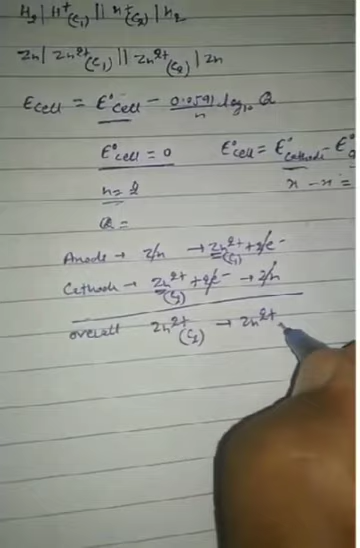 H₂ | H⁺(C₁) || H⁺(C₂) | H₂
Zn | Zn²⁺(C₁) || Zn²⁺(C₂) | Zn
Ecell = E°cell − 0.0591/n log₁₀ Q
E°cell = 0 E°cell = E°cathode − E°
n = 2 x − x =
Q =
Anode → Zn → Zn²⁺(C₁) + 2e⁻
Cathode → Zn²⁺(C₂) + 2e⁻ → Zn
overall Zn²⁺(C₂) → Zn²⁺